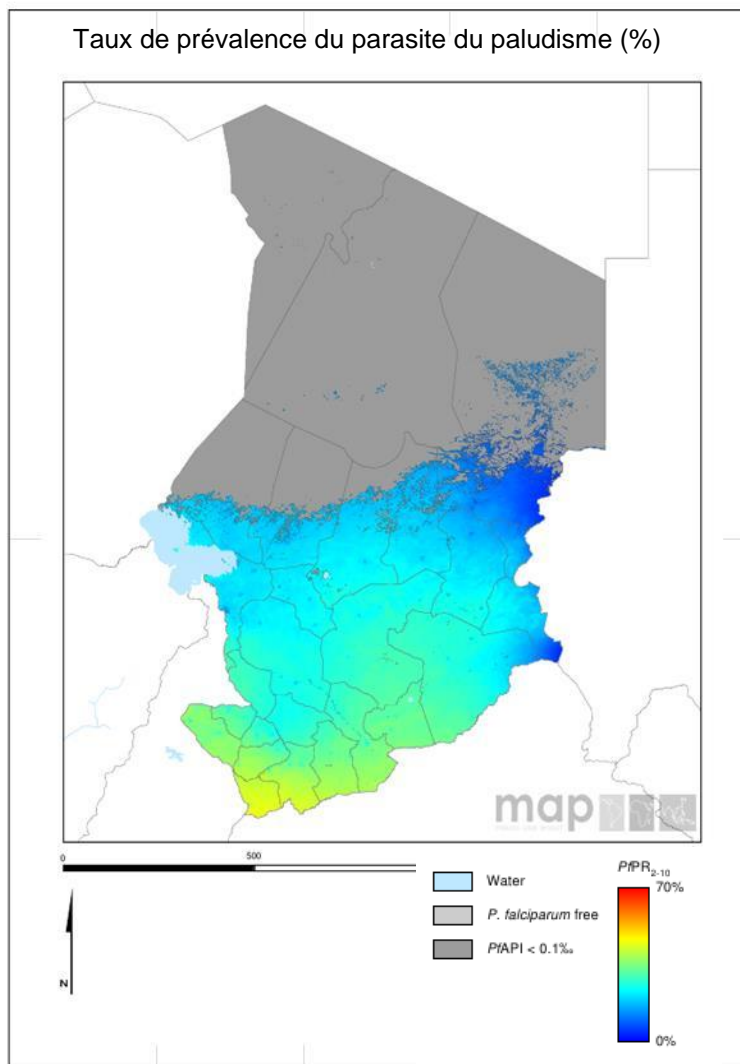 Taux de prévalence du parasite du paludisme (%)
map
0
500
Water
P. falciparum free
PfAPI < 0.1‰
PfPR2-10
70%
0%
N